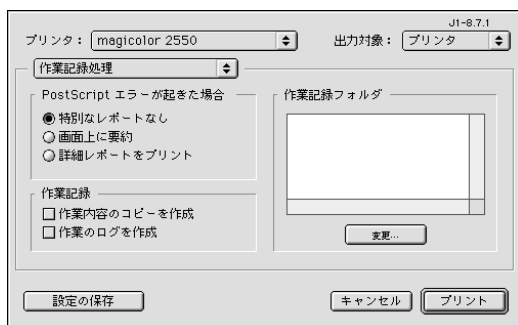 J1-8.7.1
プリンタ： magicolor 2550 出力対象： プリンタ
作業記録処理
PostScript エラーが起きた場合
特別なレポートなし
画面上に要約
詳細レポートをプリント
作業記録
作業内容のコピーを作成
作業のログを作成
作業記録フォルダ
変更...
設定の保存 キャンセル プリント